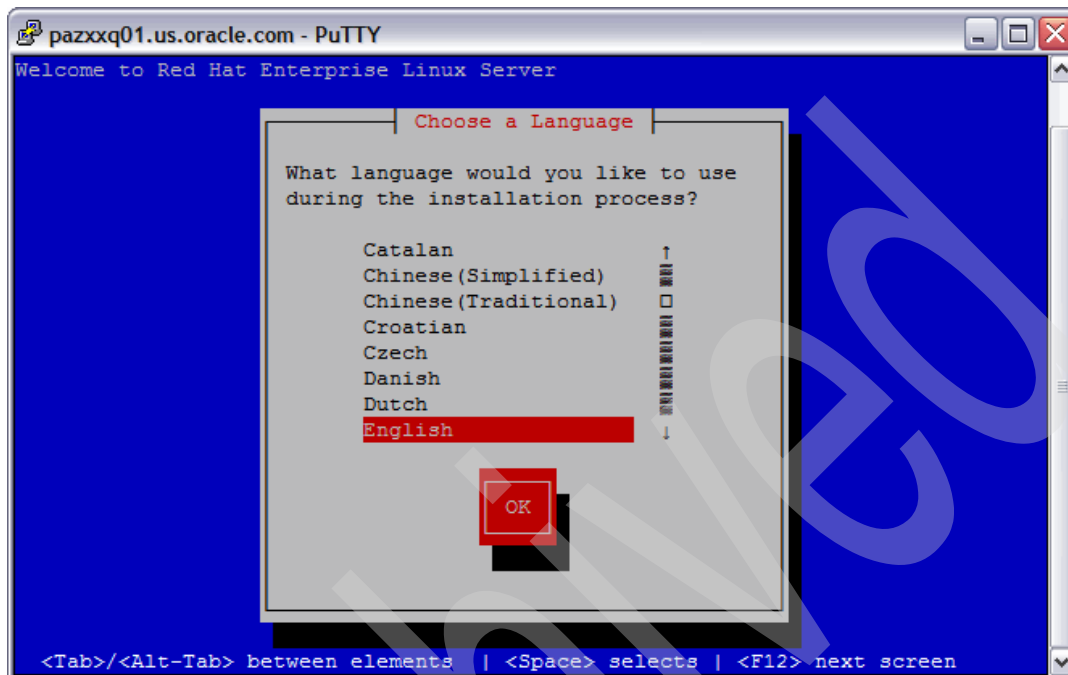 pazxxq01.us.oracle.com - PuTTY
Welcome to Red Hat Enterprise Linux Server
Choose a Language
What language would you like to use
during the installation process?
Catalan
Chinese(Simplified)
Chinese(Traditional)
Croatian
Czech
Danish
Dutch
English
OK
<Tab>/<Alt-Tab> between elements | <Space> selects | <F12> next screen